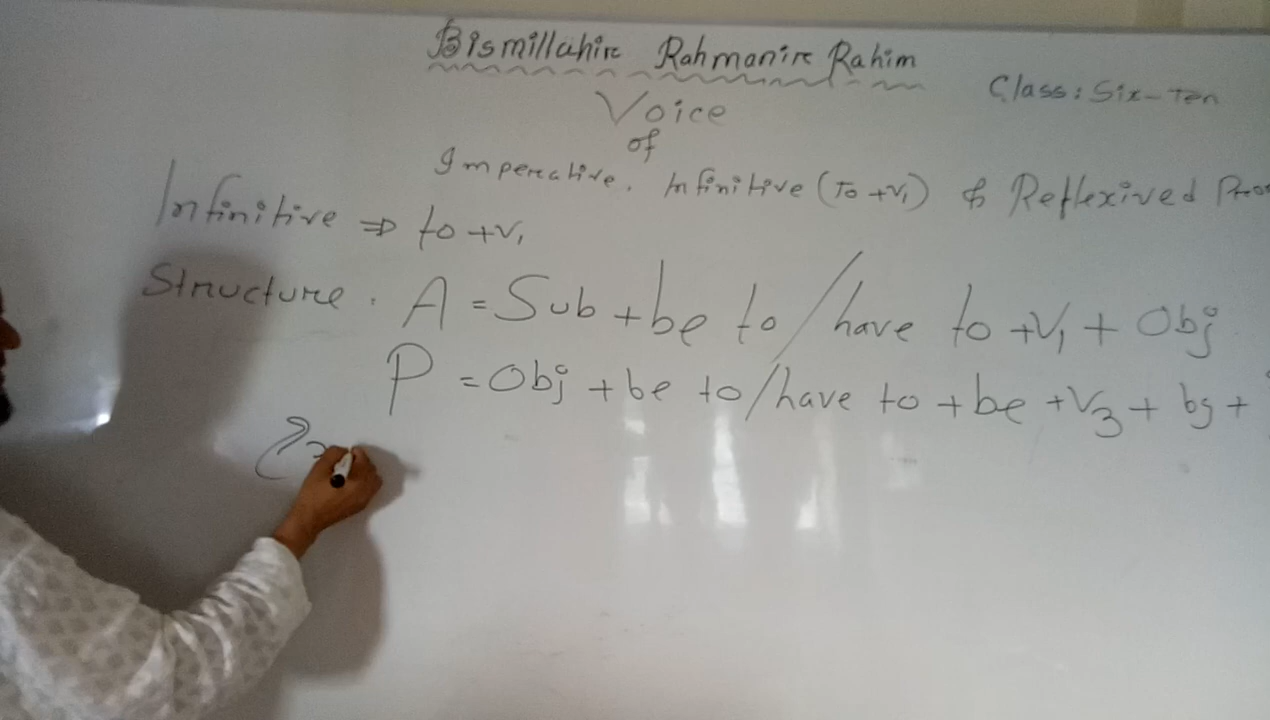 Bismillahir Rahmanir Rahim
Class: Six-Ten
Voice
of
Imperative. Infinitive (To +V₁) & Reflexived
Infinitive ⇒ to +V₁
Structure. A = Sub + be to / have to + V₁ + Obj
P = Obj + be to / have to + be + V₃ + by +